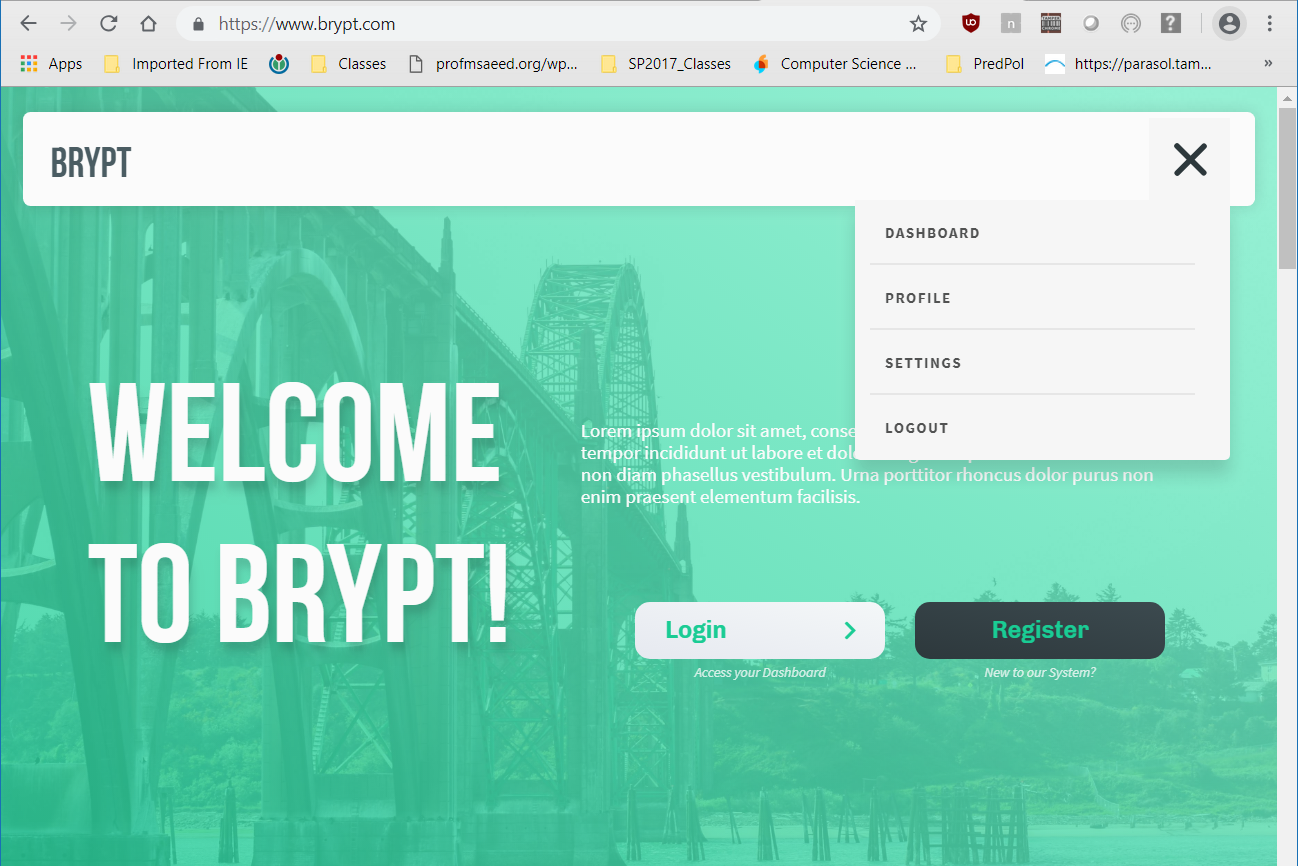 https://www.brypt.com
Apps Imported From IE Classes profmsaeed.org/wp... SP2017_Classes Computer Science ... PredPol https://parasol.tam... »
BRYPT
DASHBOARD
PROFILE
SETTINGS
LOGOUT
WELCOME
TO BRYPT!
Lorem ipsum dolor sit amet, conse
tempor incididunt ut labore et dol
non diam phasellus vestibulum. Urna porttitor rhoncus dolor purus non
enim praesent elementum facilisis.
Login
Register
Access your Dashboard
New to our System?